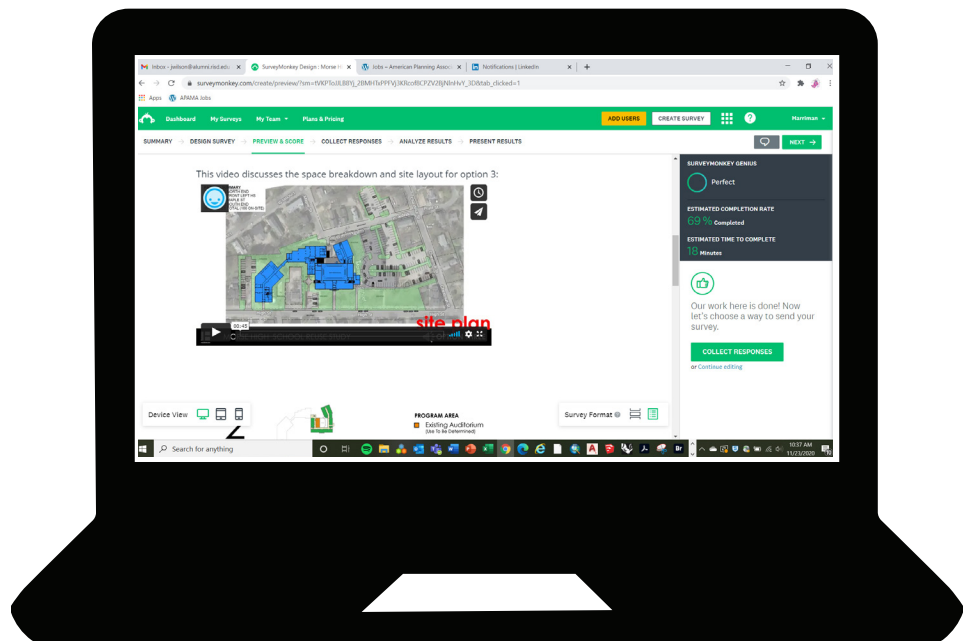 Inbox - jwilson@alumni.risd.edu
SurveyMonkey Design : Morse H
Jobs – American Planning Associ
Notifications | LinkedIn
surveymonkey.com/create/preview/?sm=
Apps
APAMA Jobs
Dashboard
My Surveys
My Team
Plans & Pricing
ADD USERS
CREATE SURVEY
Harriman
SUMMARY
DESIGN SURVEY
PREVIEW & SCORE
COLLECT RESPONSES
ANALYZE RESULTS
PRESENT RESULTS
NEXT
This video discusses the space breakdown and site layout for option 3:
site plan
00:45
SURVEYMONKEY GENIUS
Perfect
ESTIMATED COMPLETION RATE
69 % Completed
ESTIMATED TIME TO COMPLETE
18 Minutes
Our work here is done! Now
let's choose a way to send your
survey.
COLLECT RESPONSES
or Continue editing
Device View
PROGRAM AREA
Existing Auditorium
(Use To Be Determined)
Survey Format
Search for anything
10:37 AM
11/23/2020